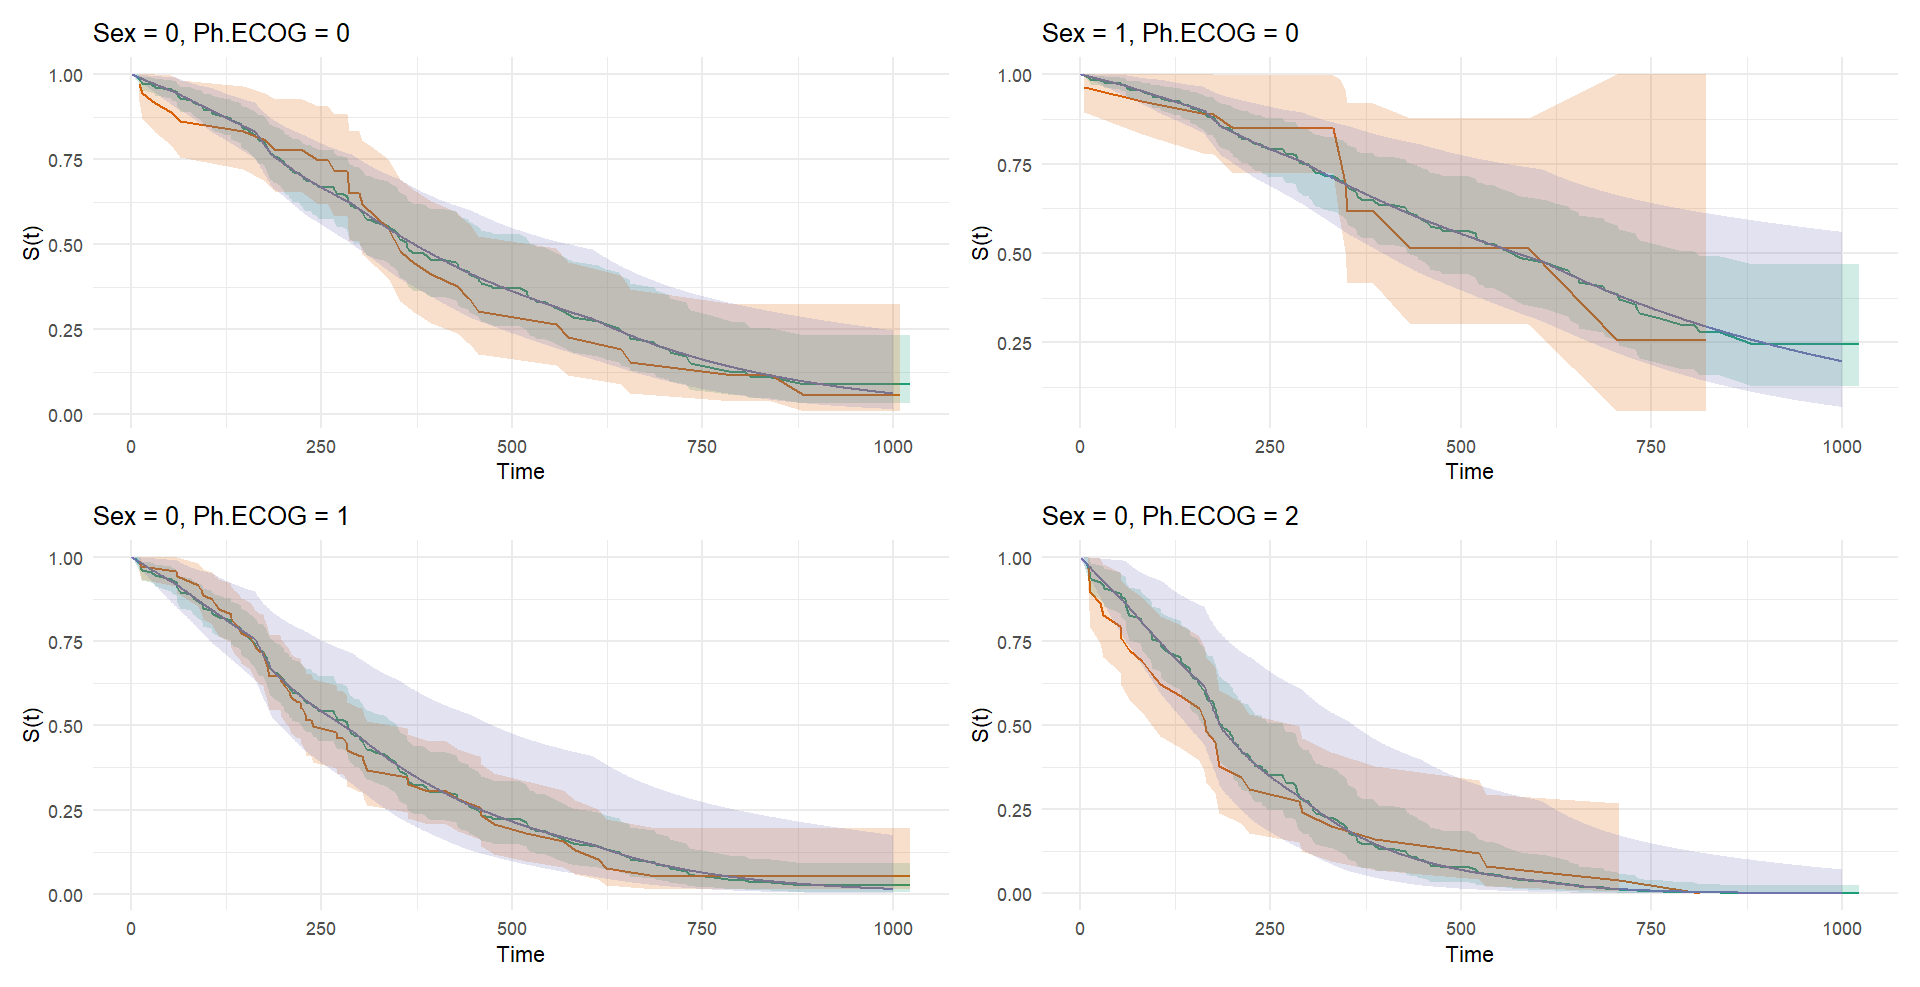 Sex = 0, Ph.ECOG = 0
S(t)
1.00
0.75
0.50
0.25
0.00
0 250 500 750 1000
Time
Sex = 1, Ph.ECOG = 0
S(t)
1.00
0.75
0.50
0.25
0 250 500 750 1000
Time
Sex = 0, Ph.ECOG = 1
S(t)
1.00
0.75
0.50
0.25
0.00
0 250 500 750 1000
Time
Sex = 0, Ph.ECOG = 2
S(t)
1.00
0.75
0.50
0.25
0.00
0 250 500 750 1000
Time